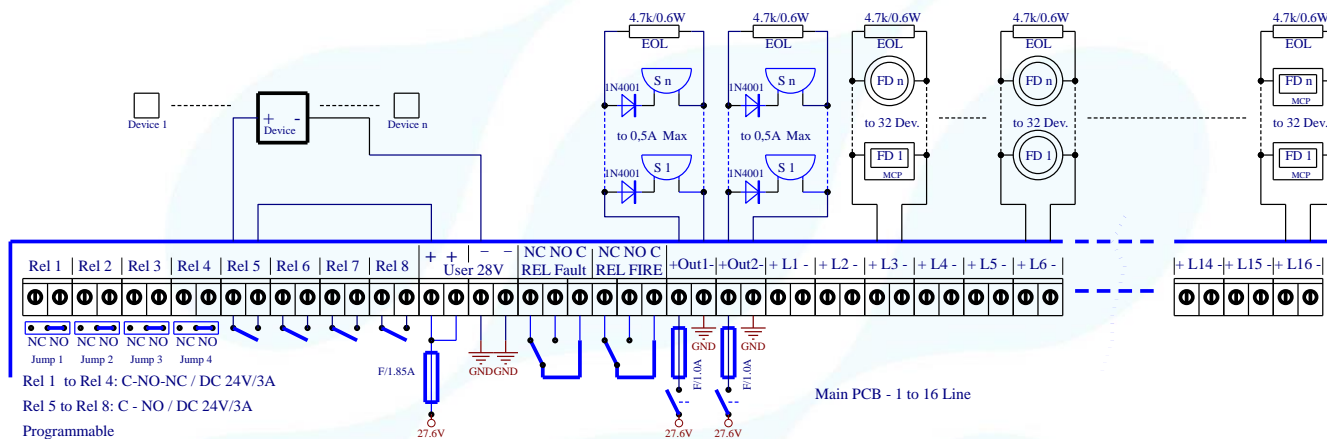 4.7k/0.6W 4.7k/0.6W 4.7k/0.6W 4.7k/0.6W 4.7k/0.6W
EOL EOL EOL EOL EOL
S n S n FD n FD n FD n
1N4001 1N4001 MCP
Device 1 + - Device Device n
to 0,5A Max to 0,5A Max to 32 Dev. to 32 Dev. to 32 Dev.
S 1 S 1 FD 1 FD 1 FD 1
1N4001 1N4001 MCP MCP
Rel 1 Rel 2 Rel 3 Rel 4 Rel 5 Rel 6 Rel 7 Rel 8
+ + - -
User 28V
NC NO C NC NO C
REL Fault REL FIRE
+Out1- +Out2- + L1 - + L2 - + L3 - + L4 - + L5 - + L6 - + L14 - + L15 - + L16 -
NC NO NC NO NC NO NC NO
Jump 1 Jump 2 Jump 3 Jump 4
F/1.85A GND GND F/1.0A GND F/1.0A GND
Rel 1 to Rel 4: C-NO-NC / DC 24V/3A
Rel 5 to Rel 8: C - NO / DC 24V/3A
Programmable
27.6V 27.6V 27.6V
Main PCB - 1 to 16 Line